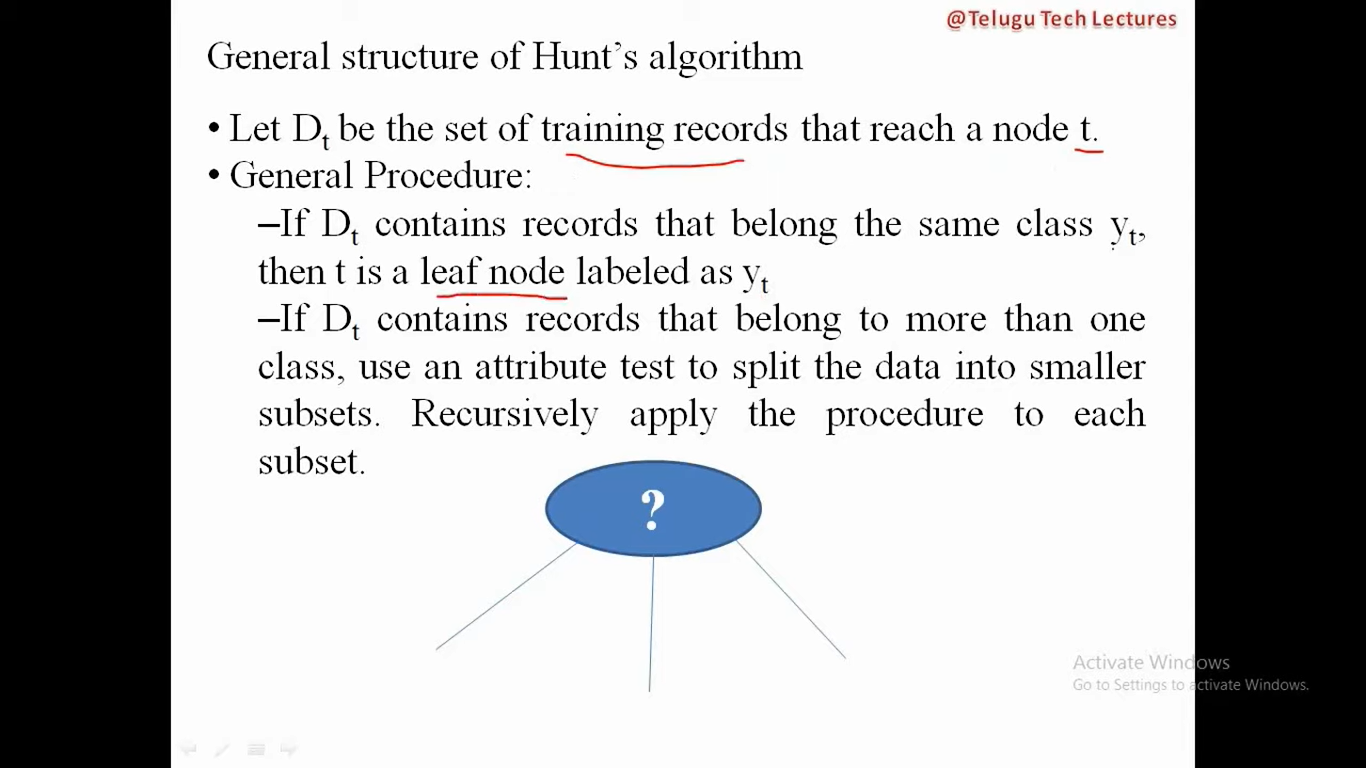 @Telugu Tech Lectures
General structure of Hunt’s algorithm
• Let Dt be the set of training records that reach a node t.
• General Procedure:
–If Dt contains records that belong the same class yt,
then t is a leaf node labeled as yt
–If Dt contains records that belong to more than one
class, use an attribute test to split the data into smaller
subsets. Recursively apply the procedure to each
subset.
?
Activate Windows
Go to Settings to activate Windows.